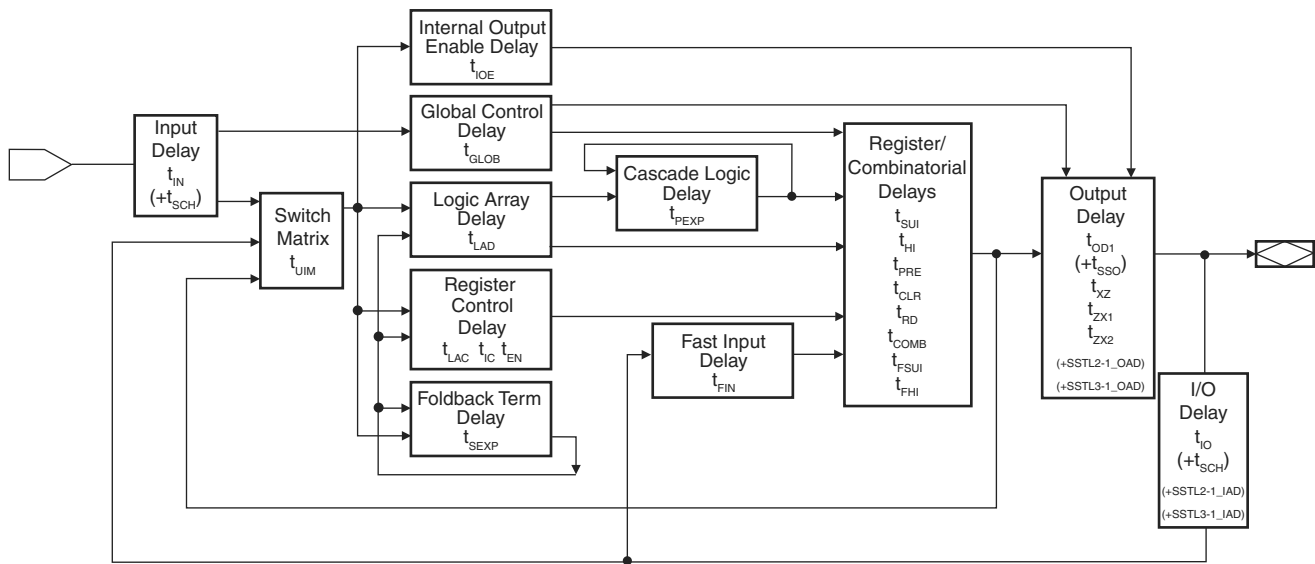 Input
Delay
tIN
(+tSCH)
Switch
Matrix
tUIM
Internal Output
Enable Delay
tIOE
Global Control
Delay
tGLOB
Logic Array
Delay
tLAD
Register
Control
Delay
tLAC tIC tEN
Foldback Term
Delay
tSEXP
Cascade Logic
Delay
tPEXP
Fast Input
Delay
tFIN
Register/
Combinatorial
Delays
tSUI
tHI
tPRE
tCLR
tRD
tCOMB
tFSUI
tFHI
Output
Delay
tOD1
(+tSSO)
tXZ
tZX1
tZX2
(+SSTL2-1_OAD)
(+SSTL3-1_OAD)
I/O
Delay
tIO
(+tSCH)
(+SSTL2-1_IAD)
(+SSTL3-1_IAD)